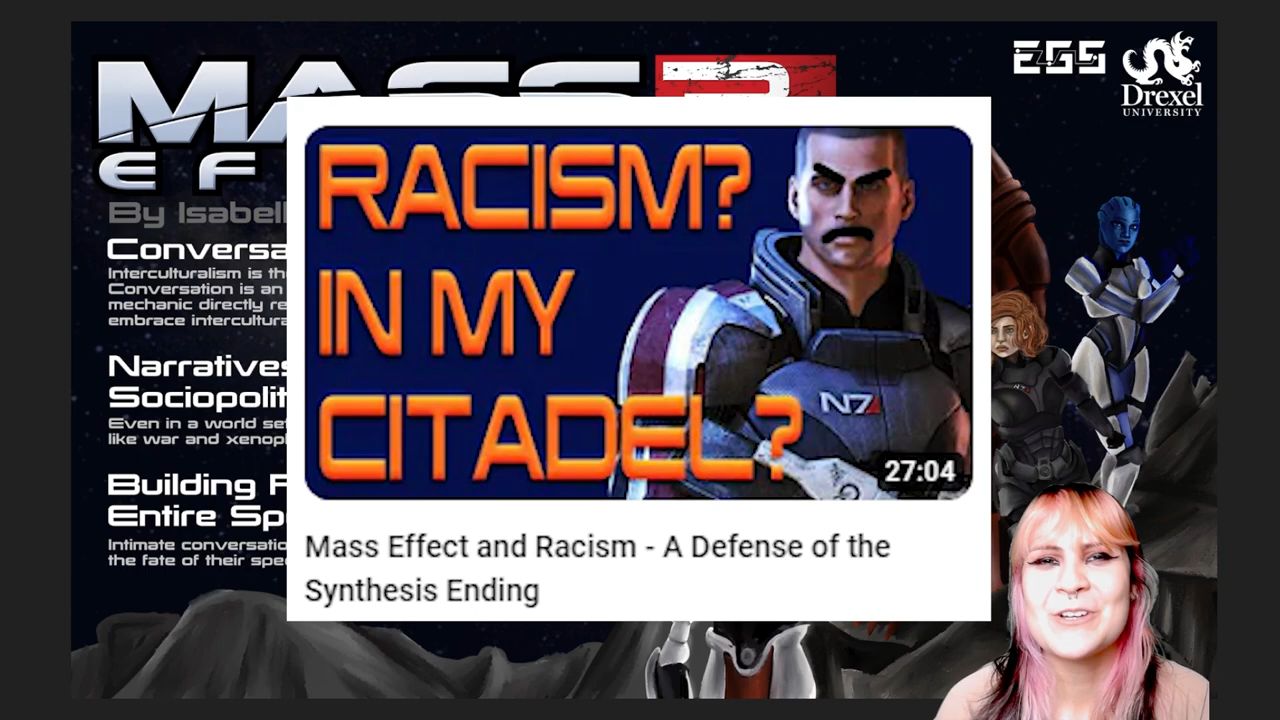 MASS
EF
By Isabell
Conversa
Interculturalism is th
Conversation is an
mechanic directly re
embrace intercultura
Narratives
Sociopolit
Even in a world se
like war and xenop
Building F
Entire Sp
Intimate conversatio
the fate of their spe
EGS
Drexel
UNIVERSITY
RACISM?
IN MY
CITADEL?
N7
27:04
Mass Effect and Racism - A Defense of the
Synthesis Ending